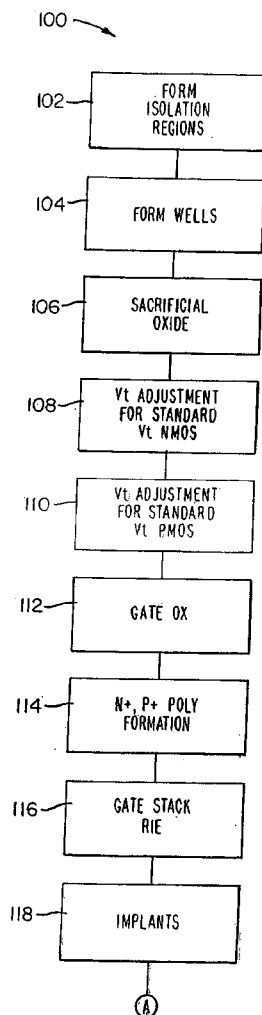 100
102
FORM
ISOLATION
REGIONS
104
FORM WELLS
106
SACRIFICIAL
OXIDE
108
Vt ADJUSTMENT
FOR STANDARD
Vt NMOS
110
Vt ADJUSTMENT
FOR STANDARD
Vt PMOS
112
GATE OX
114
N+, P+ POLY
FORMATION
116
GATE STACK
RIE
118
IMPLANTS
A